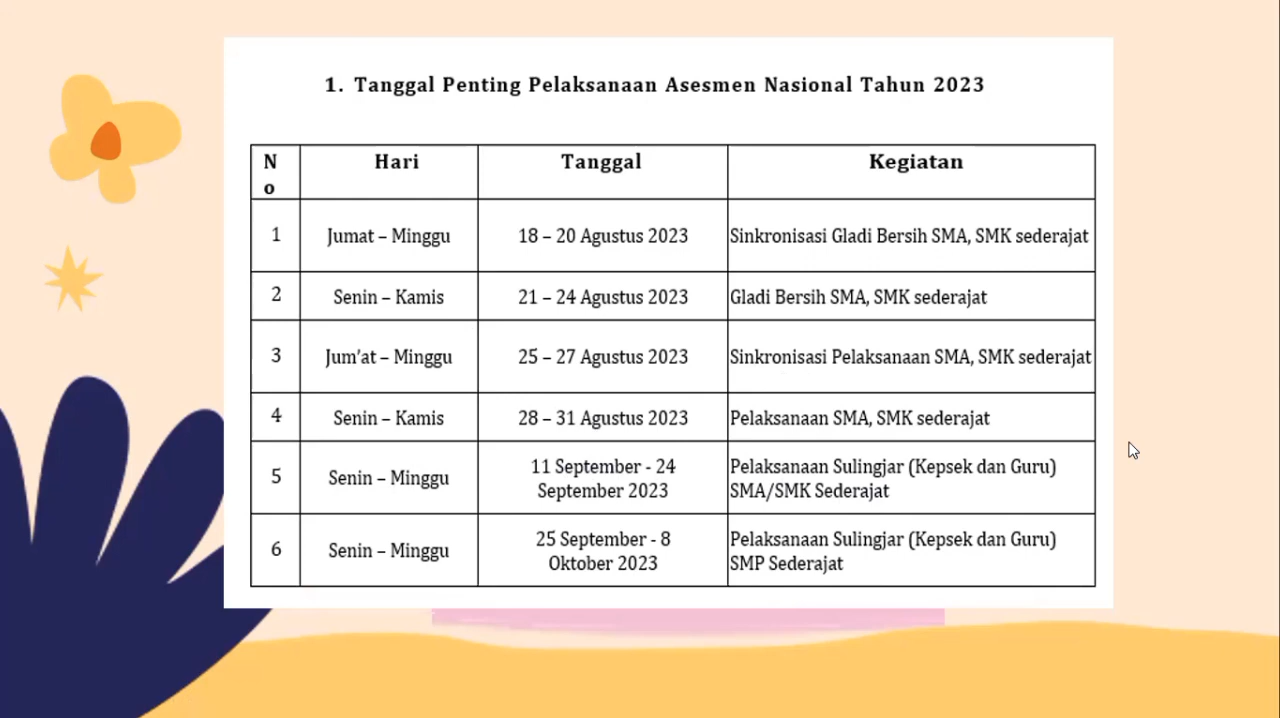 1. Tanggal Penting Pelaksanaan Asesmen Nasional Tahun 2023
N
o
Hari
Tanggal
Kegiatan
1
Jumat – Minggu
18 – 20 Agustus 2023
Sinkronisasi Gladi Bersih SMA, SMK sederajat
2
Senin – Kamis
21 – 24 Agustus 2023
Gladi Bersih SMA, SMK sederajat
3
Jum'at – Minggu
25 – 27 Agustus 2023
Sinkronisasi Pelaksanaan SMA, SMK sederajat
4
Senin – Kamis
28 – 31 Agustus 2023
Pelaksanaan SMA, SMK sederajat
5
Senin – Minggu
11 September - 24
September 2023
Pelaksanaan Sulingjar (Kepsek dan Guru)
SMA/SMK Sederajat
6
Senin – Minggu
25 September - 8
Oktober 2023
Pelaksanaan Sulingjar (Kepsek dan Guru)
SMP Sederajat